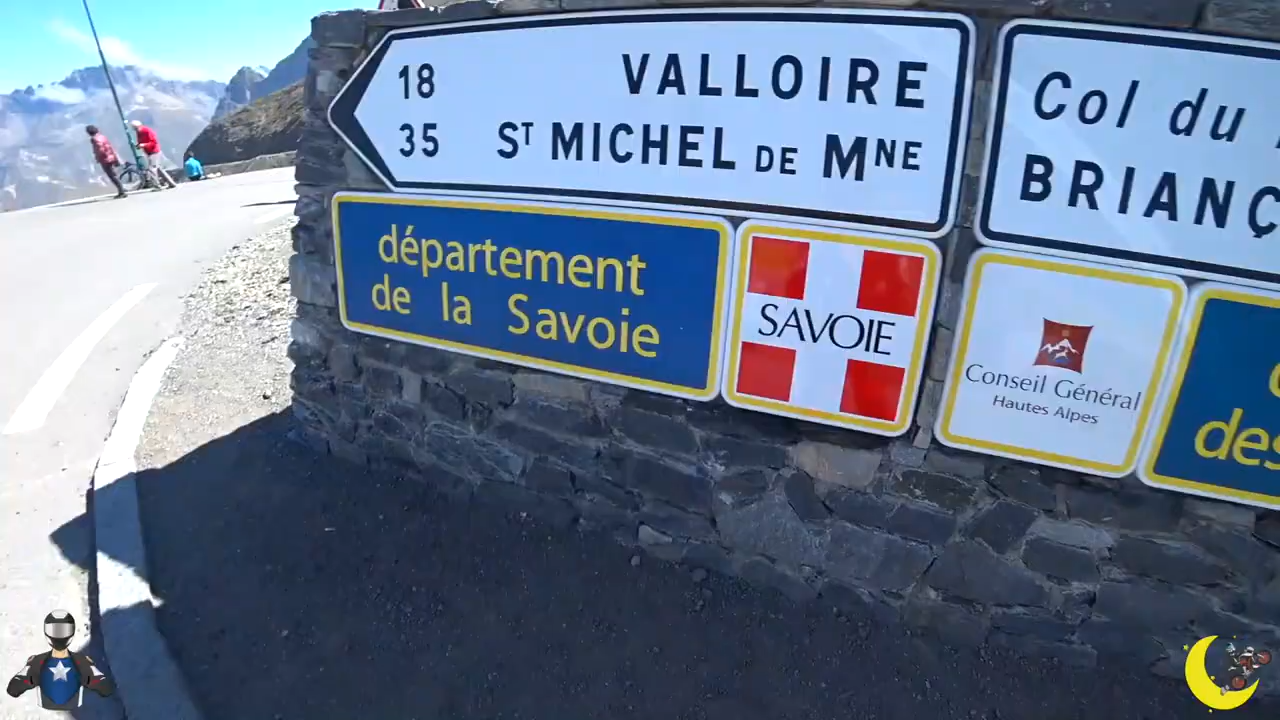 18 VALLOIRE
35 Sᵀ MICHEL DE Mᴺᴱ
Col du
BRIANÇ
département
de la Savoie
SAVOIE
Conseil Général
Hautes Alpes
des